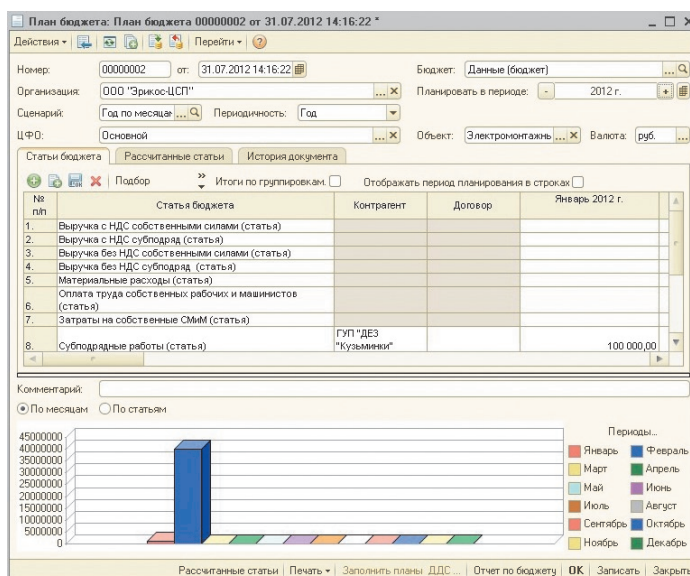 План бюджета: План бюджета 00000002 от 31.07.2012 14:16:22 *
Действия Перейти
Номер: 00000002 от: 31.07.2012 14:16:22 Бюджет: Данные (бюджет) ...
Организация: ООО "Эрикос-ЦСП" ... Планировать в периоде: - 2012 г. +
Сценарий: Год по месяцам ... Периодичность: Год
ЦФО: Основной ... Объект: Электромонтажнь ... Валюта: руб. ...
Статьи бюджета Рассчитанные статьи История документа
Подбор Итоги по группировкам. Отображать период планирования в строках
№ п/п Статья бюджета Контрагент Договор Январь 2012 г.
1. Выручка с НДС собственными силами (статья)
2. Выручка с НДС субподряд (статья)
3. Выручка без НДС собственными силами (статья)
4. Выручка без НДС субподряд (статья)
5. Материальные расходы (статья)
6. Оплата труда собственных рабочих и машинистов (статья)
7. Затраты на собственные СМиМ (статья)
8. Субподрядные работы (статья) ГУП "ДЕЗ "Кузьминки" 100 000,00
Комментарий:
По месяцам По статьям
45000000
40000000
35000000
30000000
25000000
20000000
15000000
10000000
5000000
0
Периоды...
Январь Февраль
Март Апрель
Май Июнь
Июль Август
Сентябрь Октябрь
Ноябрь Декабрь
Рассчитанные статьи Печать Заполнить планы ДДС ... Отчет по бюджету OK Записать Закрыть